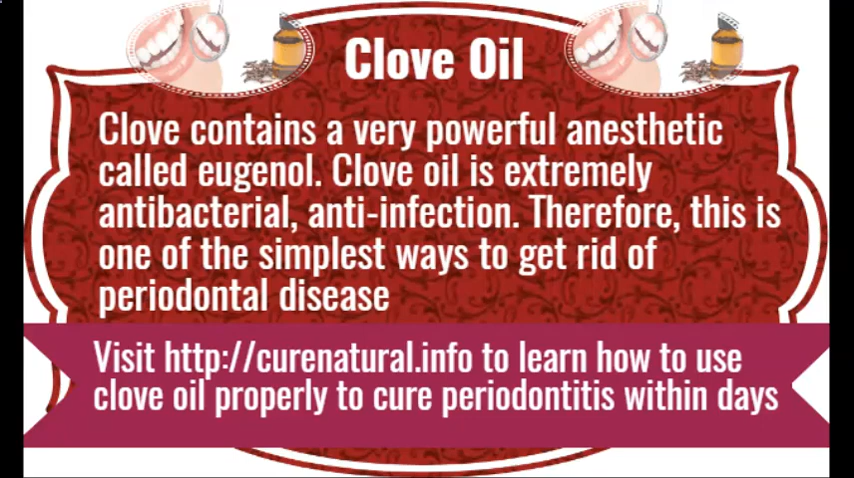 Clove Oil
Clove contains a very powerful anesthetic
called eugenol. Clove oil is extremely
antibacterial, anti-infection. Therefore, this is
one of the simplest ways to get rid of
periodontal disease
Visit http://curenatural.info to learn how to use
clove oil properly to cure periodontitis within days